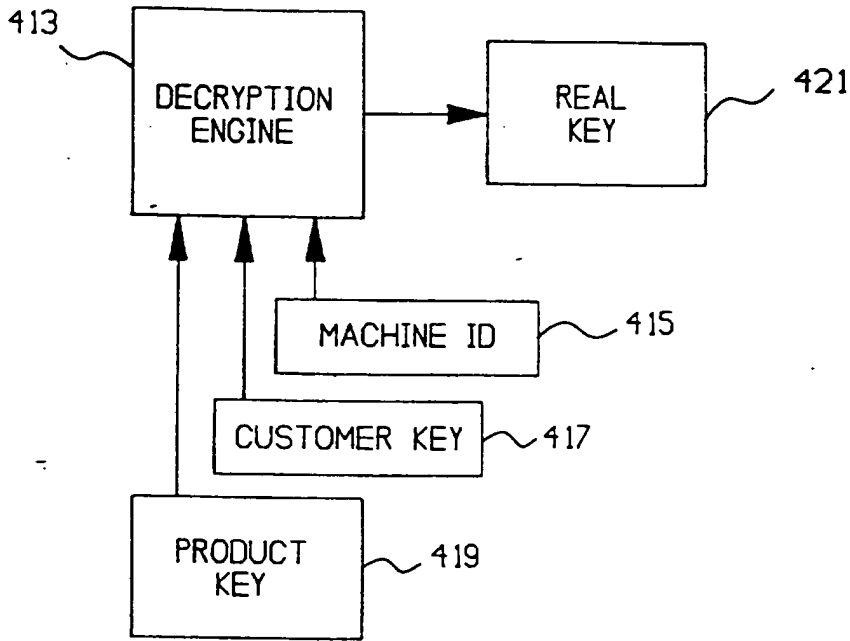 413
DECRYPTION
ENGINE
REAL
KEY
421
MACHINE ID
415
CUSTOMER KEY
417
PRODUCT
KEY
419